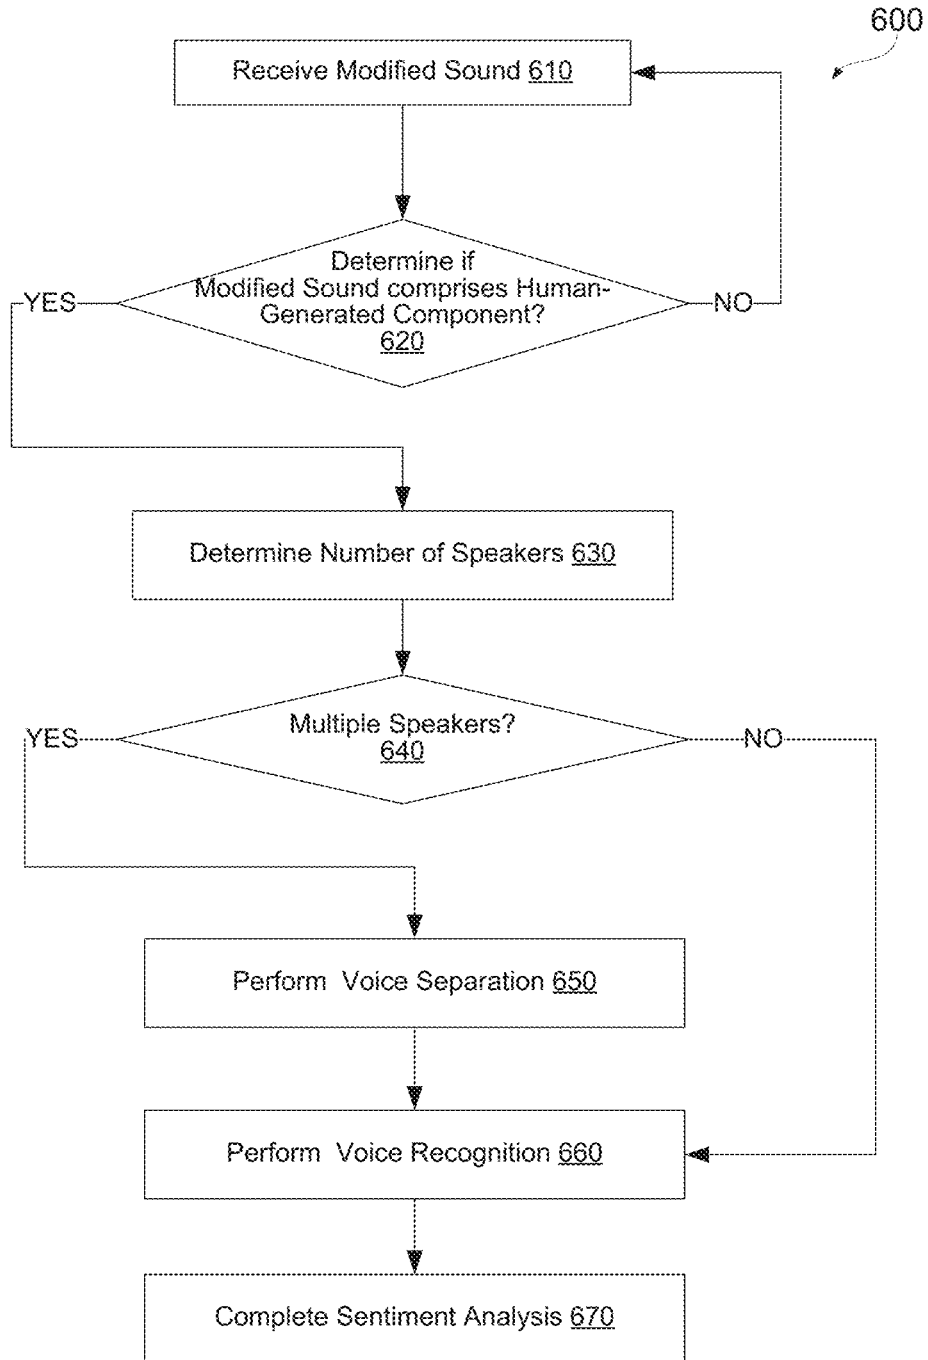 600
Receive Modified Sound 610
Determine if
Modified Sound comprises Human-
Generated Component?
620
YES
NO
Determine Number of Speakers 630
Multiple Speakers?
640
YES
NO
Perform Voice Separation 650
Perform Voice Recognition 660
Complete Sentiment Analysis 670